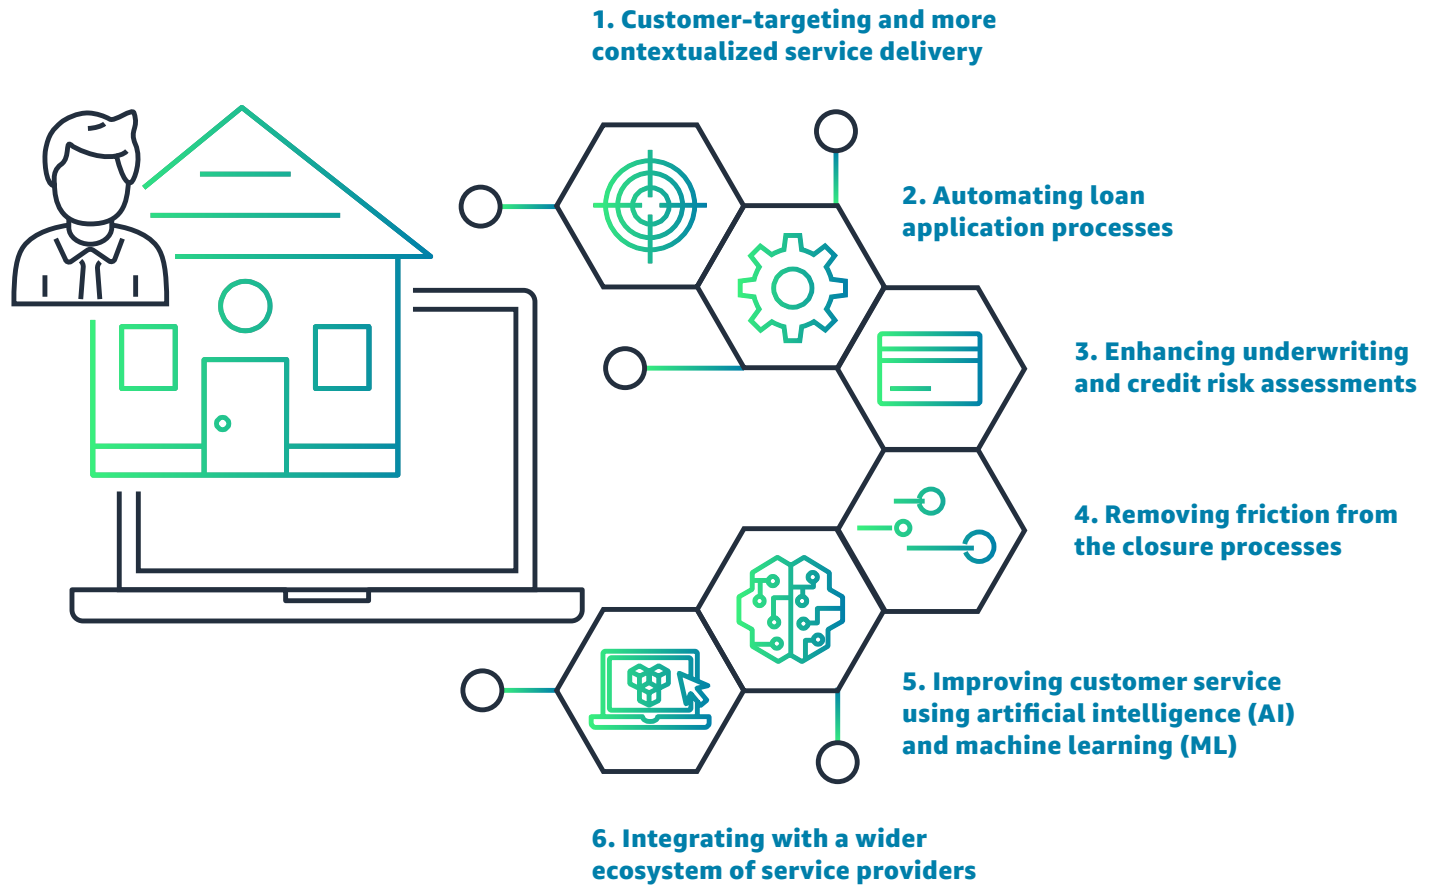 1. Customer-targeting and more
contextualized service delivery
2. Automating loan
application processes
3. Enhancing underwriting
and credit risk assessments
4. Removing friction from
the closure processes
5. Improving customer service
using artificial intelligence (AI)
and machine learning (ML)
6. Integrating with a wider
ecosystem of service providers